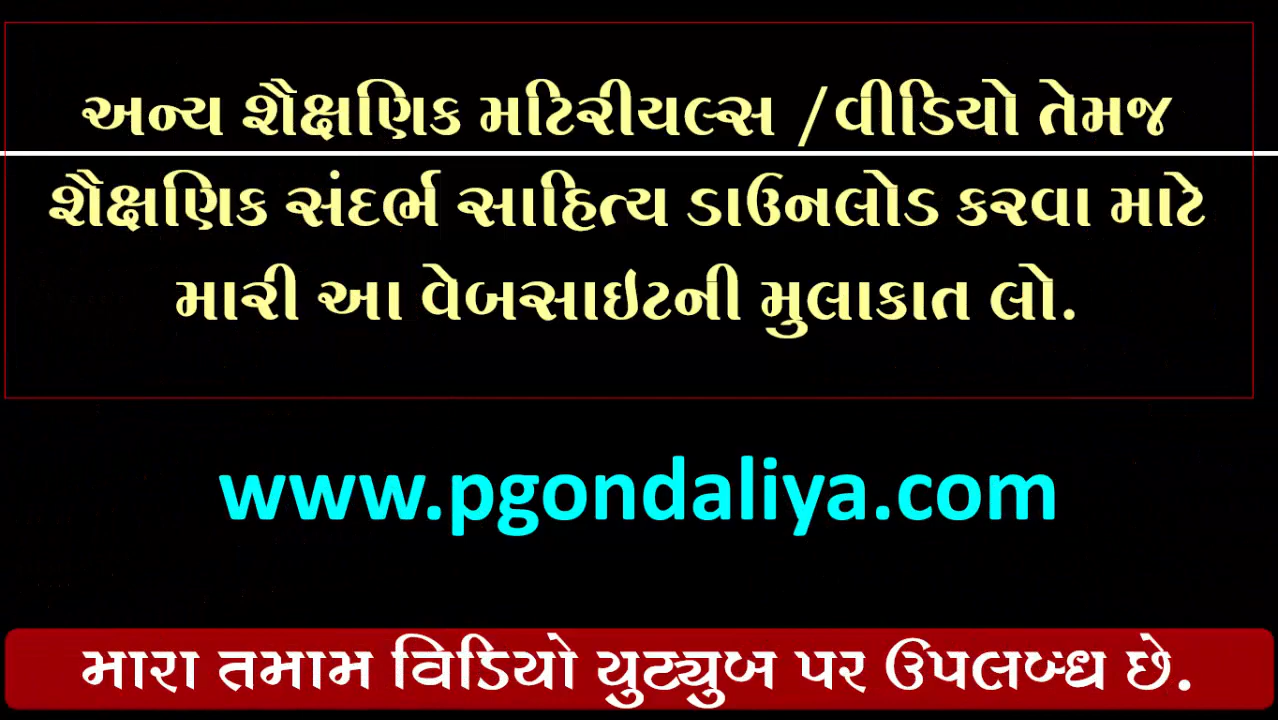 અન્ય શૈક્ષણિક મટિરીયલ્સ /વીડિયો તેમજ
શૈક્ષણિક સંદર્ભ સાહિત્ય ડાઉનલોડ કરવા માટે
મારી આ વેબસાઇટની મુલાકાત લો.
www.pgondaliya.com
મારા તમામ વિડિયો યુટ્યુબ પર ઉપલબ્ધ છે.